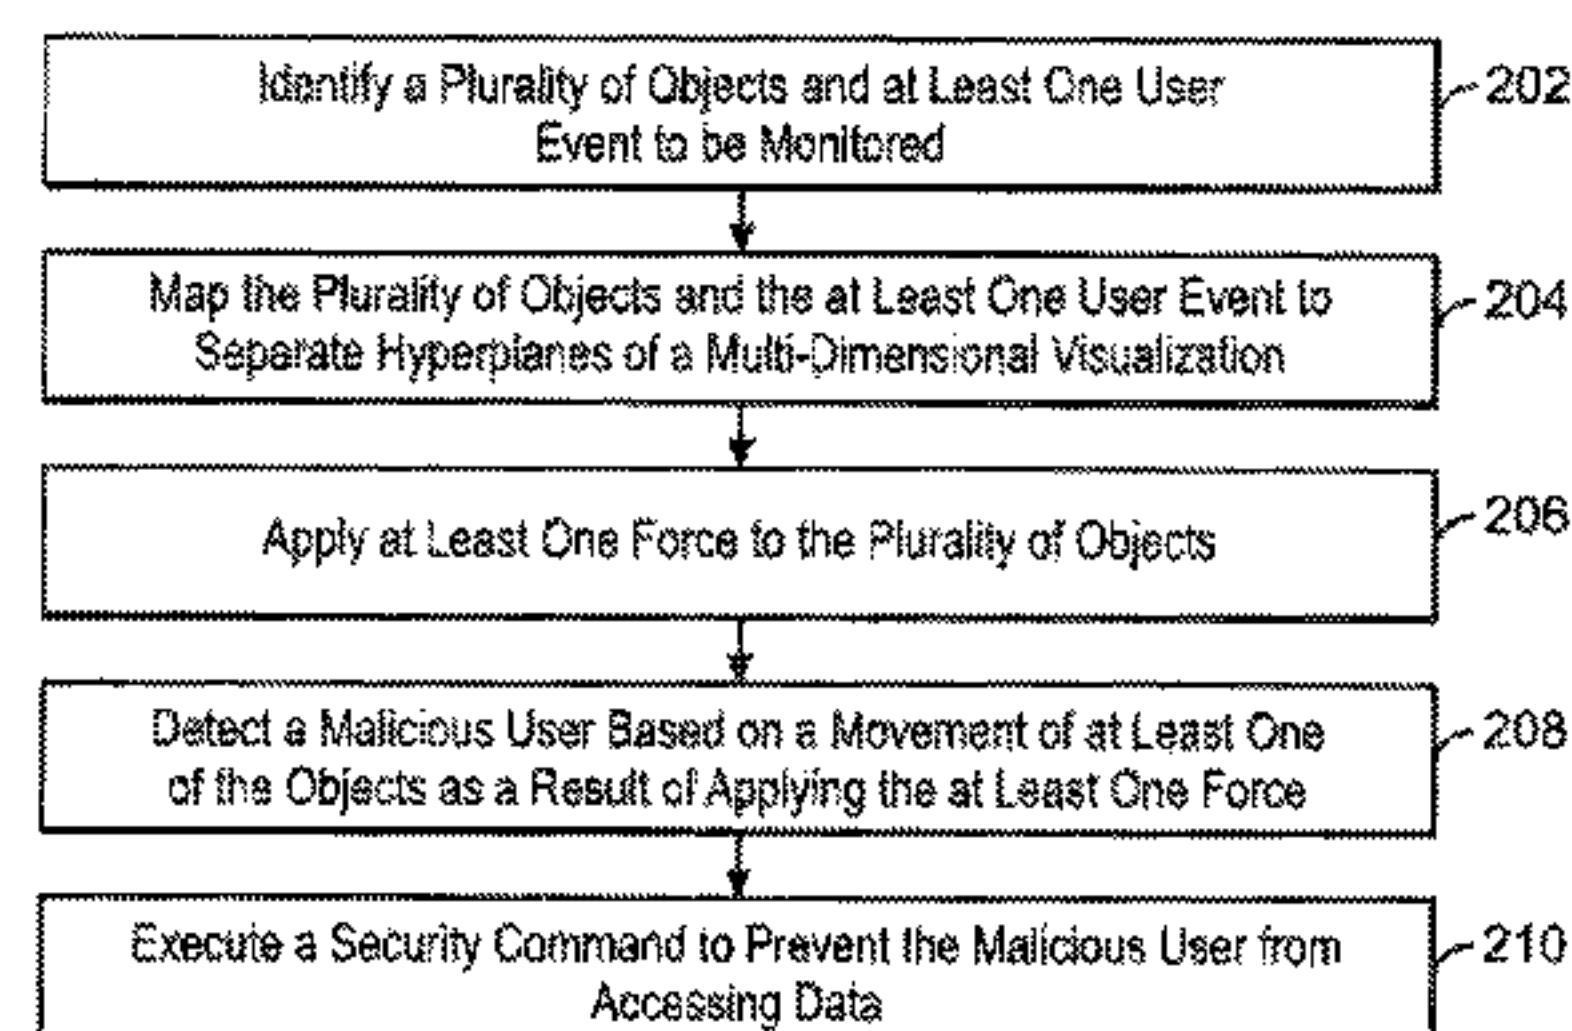 Identify a Plurality of Objects and at Least One User
Event to be Monitored
202
Map the Plurality of Objects and the at Least One User Event to
Separate Hyperplanes of a Multi-Dimensional Visualization
204
Apply at Least One Force to the Plurality of Objects
206
Detect a Malicious User Based on a Movement of at Least One
of the Objects as a Result of Applying the at Least One Force
208
Execute a Security Command to Prevent the Malicious User from
Accessing Data
210